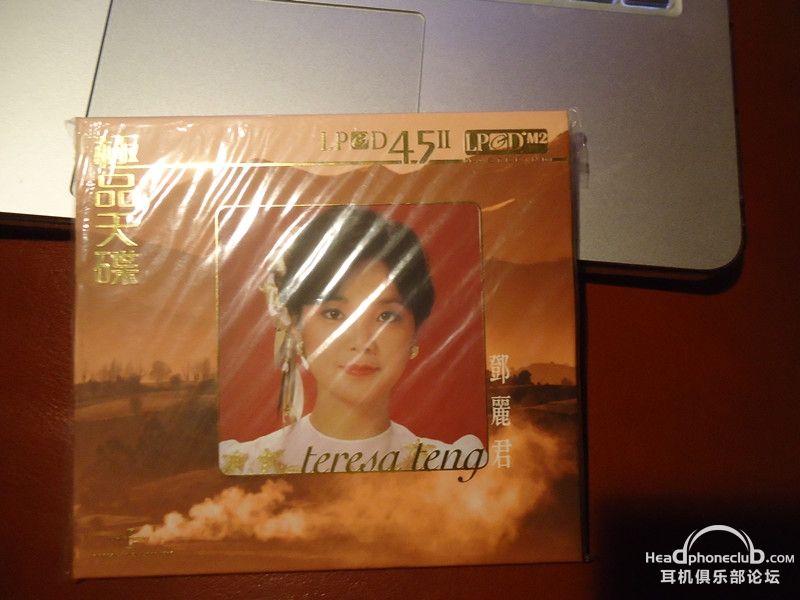 LPCD45II
LPCD M2
極品天碟
鄧麗君
teresa teng
Headphoneclub.com
耳机俱乐部论坛